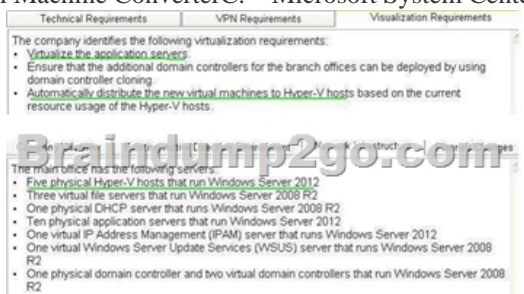 Machine ConverterC. Microsoft System Cente
Technical Requirements VPN Requirements Visualization Requirements
The company identifies the following virtualization requirements:
• Virtualize the application servers.
• Ensure that the additional domain controllers for the branch offices can be deployed by using
domain controller cloning.
• Automatically distribute the new virtual machines to Hyper-V hosts based on the current
resource usage of the Hyper-V hosts.
Braindump2go.com
The main office has the following servers:
• Five physical Hyper-V hosts that run Windows Server 2012
• Three virtual file servers that run Windows Server 2008 R2
• One physical DHCP server that runs Windows Server 2008 R2
• Ten physical application servers that run Windows Server 2012
• One virtual IP Address Management (IPAM) server that runs Windows Server 2012
• One virtual Windows Server Update Services (WSUS) server that runs Windows Server 2008
R2
• One physical domain controller and two virtual domain controllers that run Windows Server 2008
R2